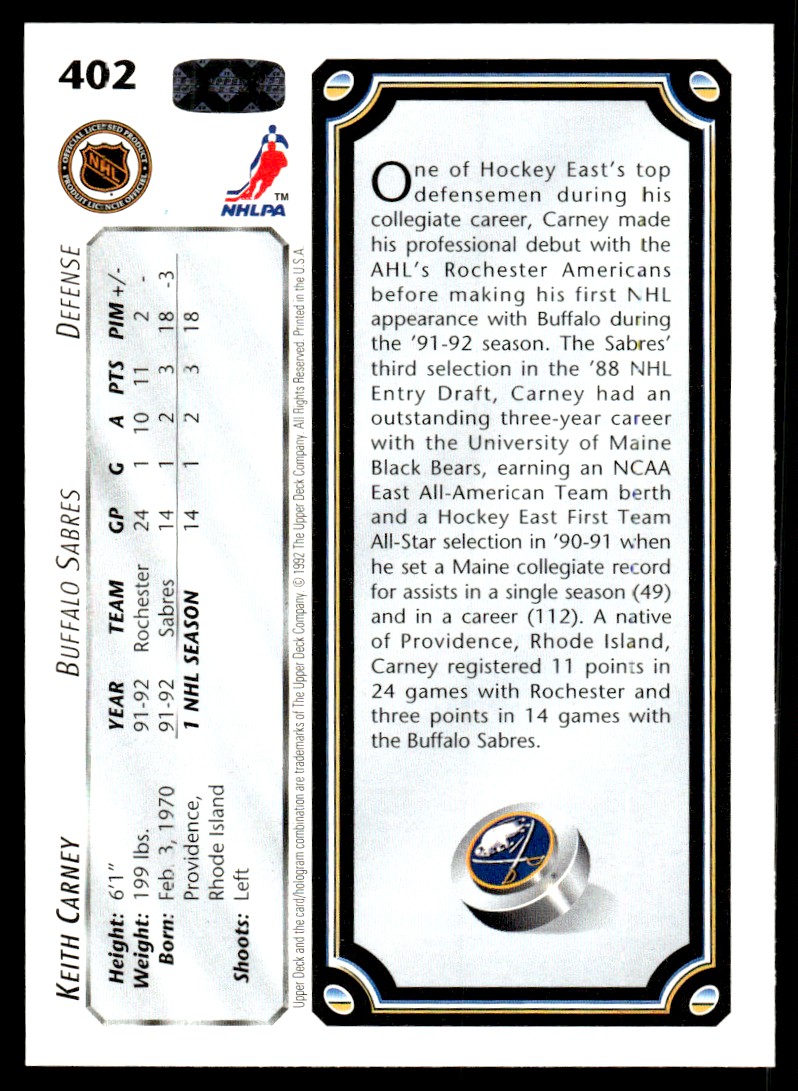 402
OFFICIAL LICENSED PRODUCT
NHL
PRODUIT LICENCIE OFFICIEL
TM
NHLPA
KEITH CARNEY BUFFALO SABRES DEFENSE
Height: 6'1"
Weight: 199 lbs.
Born: Feb. 3, 1970
Providence,
Rhode Island
Shoots: Left
YEAR TEAM GP G A PTS PIM +/-
91-92 Rochester 24 1 10 11 2 -
91-92 Sabres 14 1 2 3 18 -3
1 NHL SEASON 14 1 2 3 18
Upper Deck and the card/hologram combination are trademarks of The Upper Deck Company. © 1992 The Upper Deck Company. All Rights Reserved. Printed in the U.S.A.
One of Hockey East's top
defensemen during his
collegiate career, Carney made
his professional debut with the
AHL's Rochester Americans
before making his first NHL
appearance with Buffalo during
the '91-92 season. The Sabres'
third selection in the '88 NHL
Entry Draft, Carney had an
outstanding three-year career
with the University of Maine
Black Bears, earning an NCAA
East All-American Team berth
and a Hockey East First Team
All-Star selection in '90-91 when
he set a Maine collegiate record
for assists in a single season (49)
and in a career (112). A native
of Providence, Rhode Island,
Carney registered 11 points in
24 games with Rochester and
three points in 14 games with
the Buffalo Sabres.